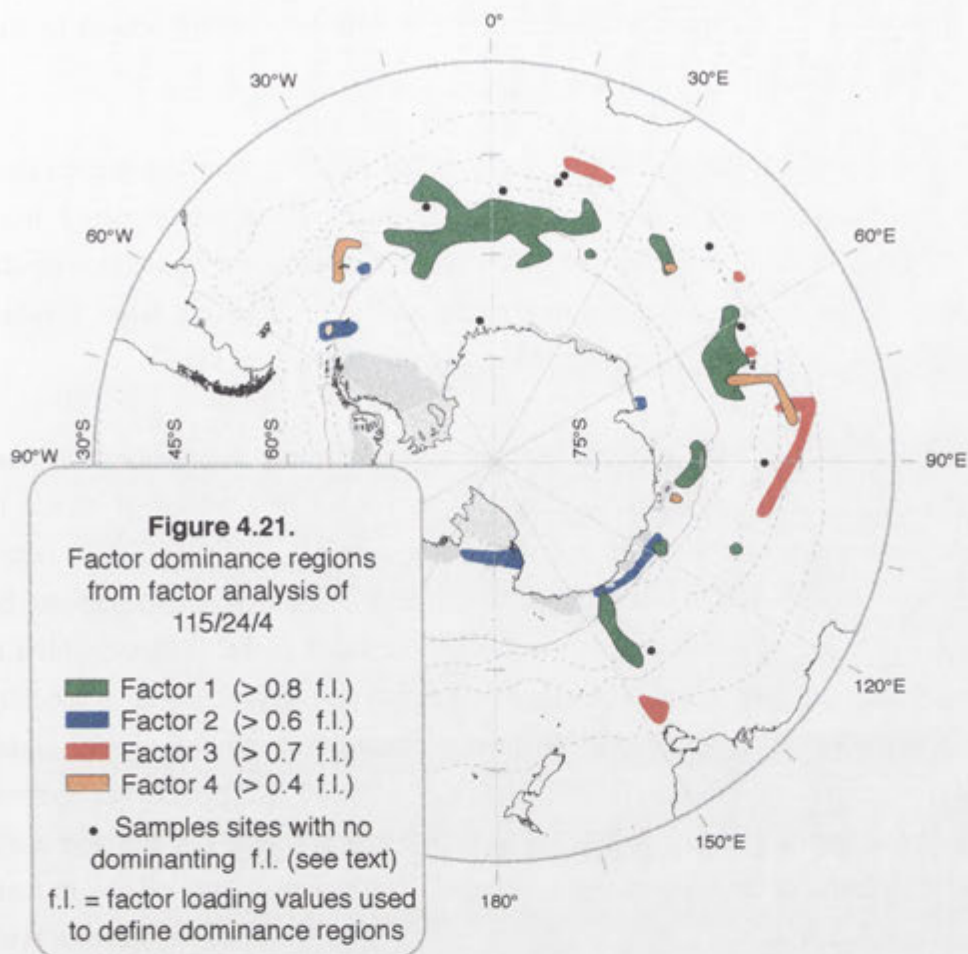 0°
30°W
30°E
60°W
60°E
90°W
30°S
45°S
60°S
75°S
90°E
120°E
150°E
180°
Figure 4.21.
Factor dominance regions
from factor analysis of
115/24/4
Factor 1 (> 0.8 f.l.)
Factor 2 (> 0.6 f.l.)
Factor 3 (> 0.7 f.l.)
Factor 4 (> 0.4 f.l.)
• Samples sites with no
dominanting f.l. (see text)
f.l. = factor loading values used
to define dominance regions